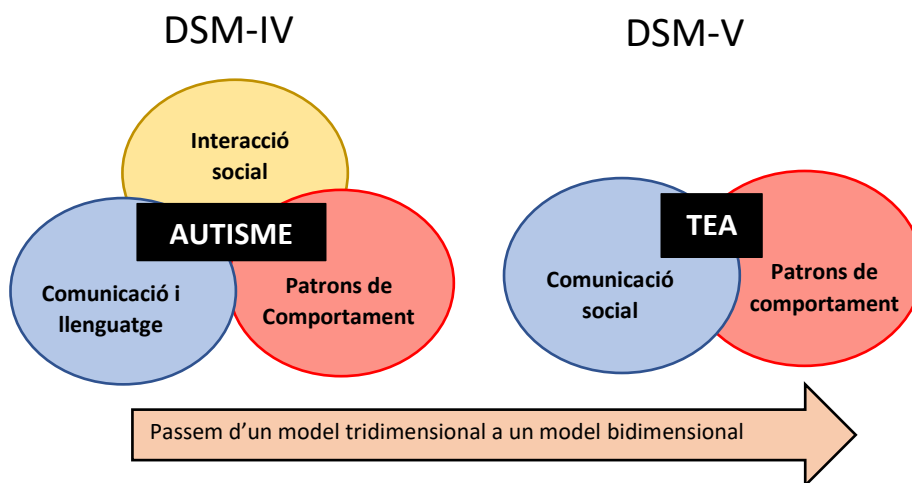 DSM-IV
DSM-V
Interacció
social
AUTISME
Comunicació i
llenguatge
Patrons de
Comportament
TEA
Comunicació
social
Patrons de
comportament
Passem d’un model tridimensional a un model bidimensional